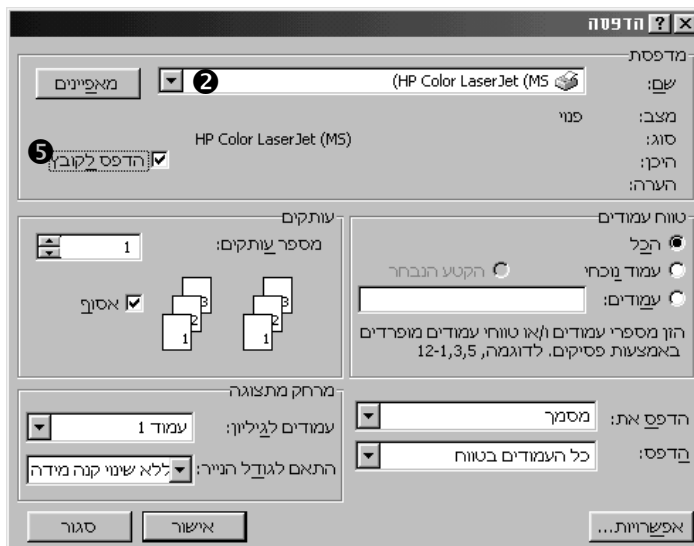 הדפסה
מדפסת
שם: HP Color LaserJet (MS) ❷ מאפיינים
מצב: פנוי
סוג: HP Color LaserJet (MS)
היכן:
הדפס לקובץ ❺
הערה:
טווח עמודים
הכל
עמוד נוכחי הקטע הנבחר
עמודים:
הזן מספרי עמודים ו/או טווחי עמודים מופרדים
באמצעות פסיקים. לדוגמה, 12-1,3,5
עותקים
מספר עותקים: 1
אסוף
1 2 3 1 2 3
הדפס את: מסמך
הדפס: כל העמודים בטווח
מרחק מתצוגה
עמודים לגיליון: עמוד 1
התאם לגודל הנייר: ללא שינוי קנה מידה
אפשרויות... אישור סגור